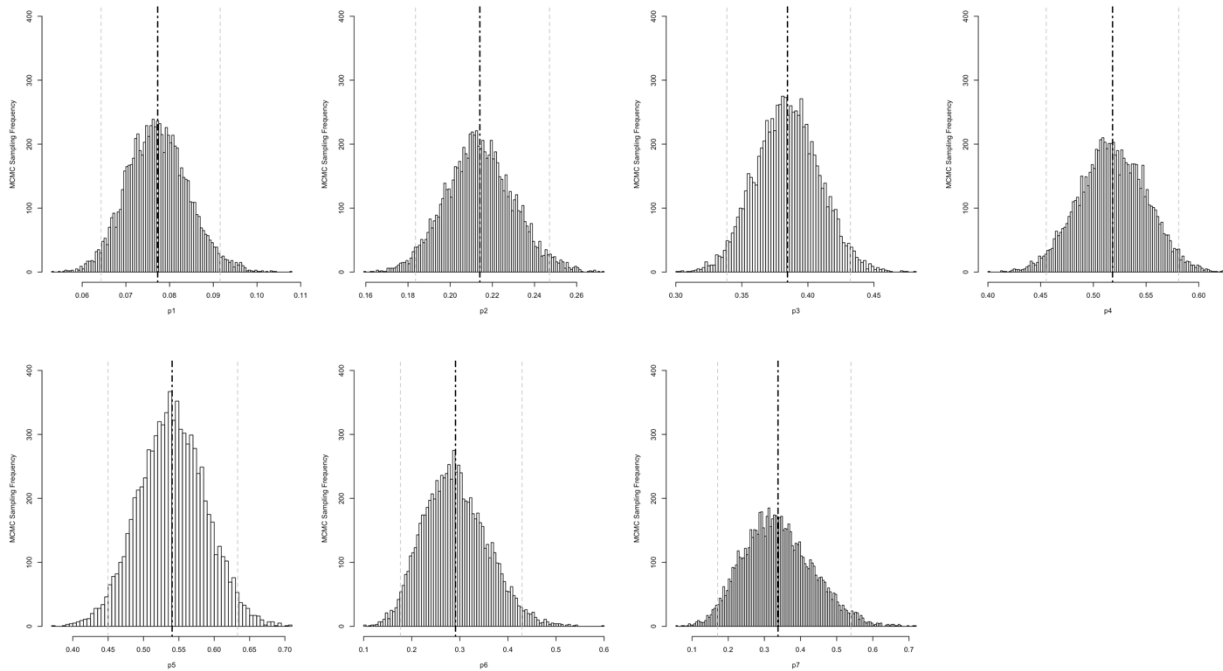 MCMC Sampling Frequency
400
300
200
100
0
0.06 0.07 0.08 0.09 0.10 0.11
p1
MCMC Sampling Frequency
400
300
200
100
0
0.16 0.18 0.20 0.22 0.24 0.26
p2
MCMC Sampling Frequency
400
300
200
100
0
0.30 0.35 0.40 0.45
p3
MCMC Sampling Frequency
400
300
200
100
0
0.40 0.45 0.50 0.55 0.60
p4
MCMC Sampling Frequency
400
300
200
100
0
0.40 0.45 0.50 0.55 0.60 0.65 0.70
p5
MCMC Sampling Frequency
400
300
200
100
0
0.1 0.2 0.3 0.4 0.5 0.6
p6
MCMC Sampling Frequency
400
300
200
100
0
0.1 0.2 0.3 0.4 0.5 0.6 0.7
p7